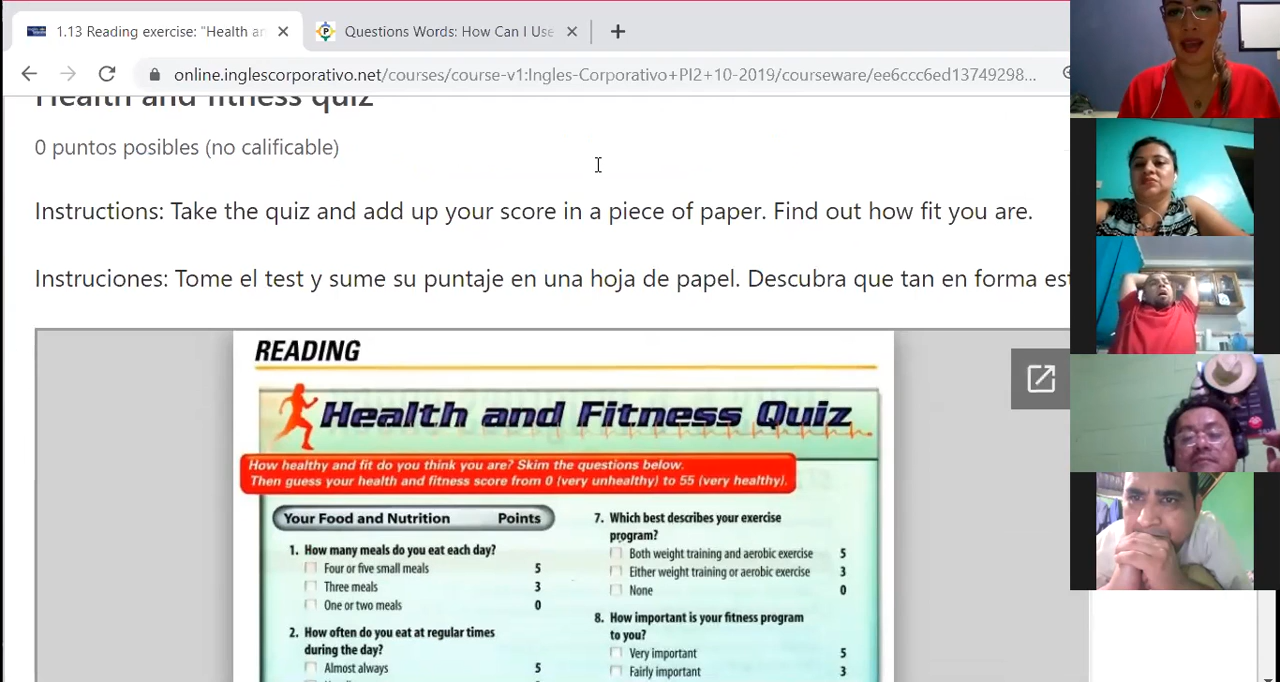 1.13 Reading exercise: "Health ar
Questions Words: How Can I Use
online.inglescorporativo.net/courses/course-v1:Ingles-Corporativo+PI2+10-2019/courseware/ee6ccc6ed13749298...
Health and fitness quiz
0 puntos posibles (no calificable)
Instructions: Take the quiz and add up your score in a piece of paper. Find out how fit you are.
Instruciones: Tome el test y sume su puntaje en una hoja de papel. Descubra que tan en forma est
READING
Health and Fitness Quiz
How healthy and fit do you think you are? Skim the questions below.
Then guess your health and fitness score from 0 (very unhealthy) to 55 (very healthy).
Your Food and Nutrition Points
1. How many meals do you eat each day?
Four or five small meals 5
Three meals 3
One or two meals 0
2. How often do you eat at regular times
during the day?
Almost always 5
7. Which best describes your exercise
program?
Both weight training and aerobic exercise 5
Either weight training or aerobic exercise 3
None 0
8. How important is your fitness program
to you?
Very important 5
Fairly important 3